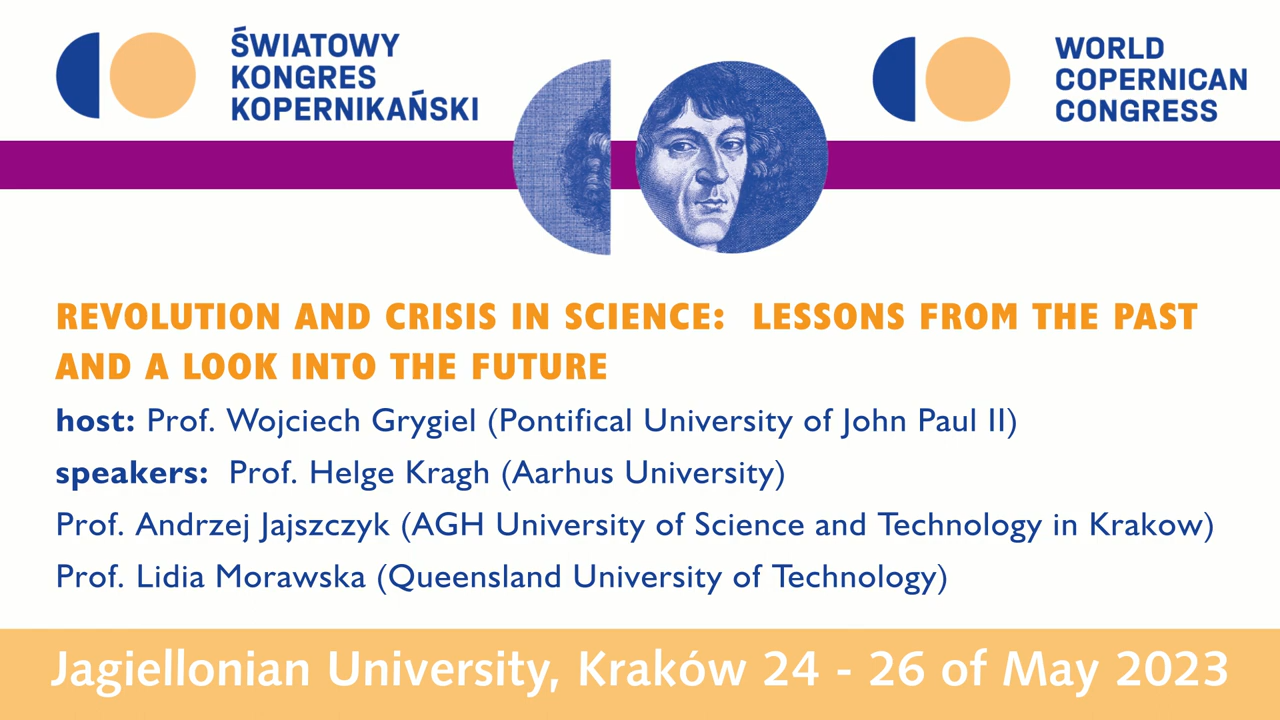 ŚWIATOWY
KONGRES
KOPERNIKAŃSKI
WORLD
COPERNICAN
CONGRESS
REVOLUTION AND CRISIS IN SCIENCE: LESSONS FROM THE PAST
AND A LOOK INTO THE FUTURE
host: Prof. Wojciech Grygiel (Pontifical University of John Paul II)
speakers: Prof. Helge Kragh (Aarhus University)
Prof. Andrzej Jajszczyk (AGH University of Science and Technology in Krakow)
Prof. Lidia Morawska (Queensland University of Technology)
Jagiellonian University, Kraków 24 - 26 of May 2023